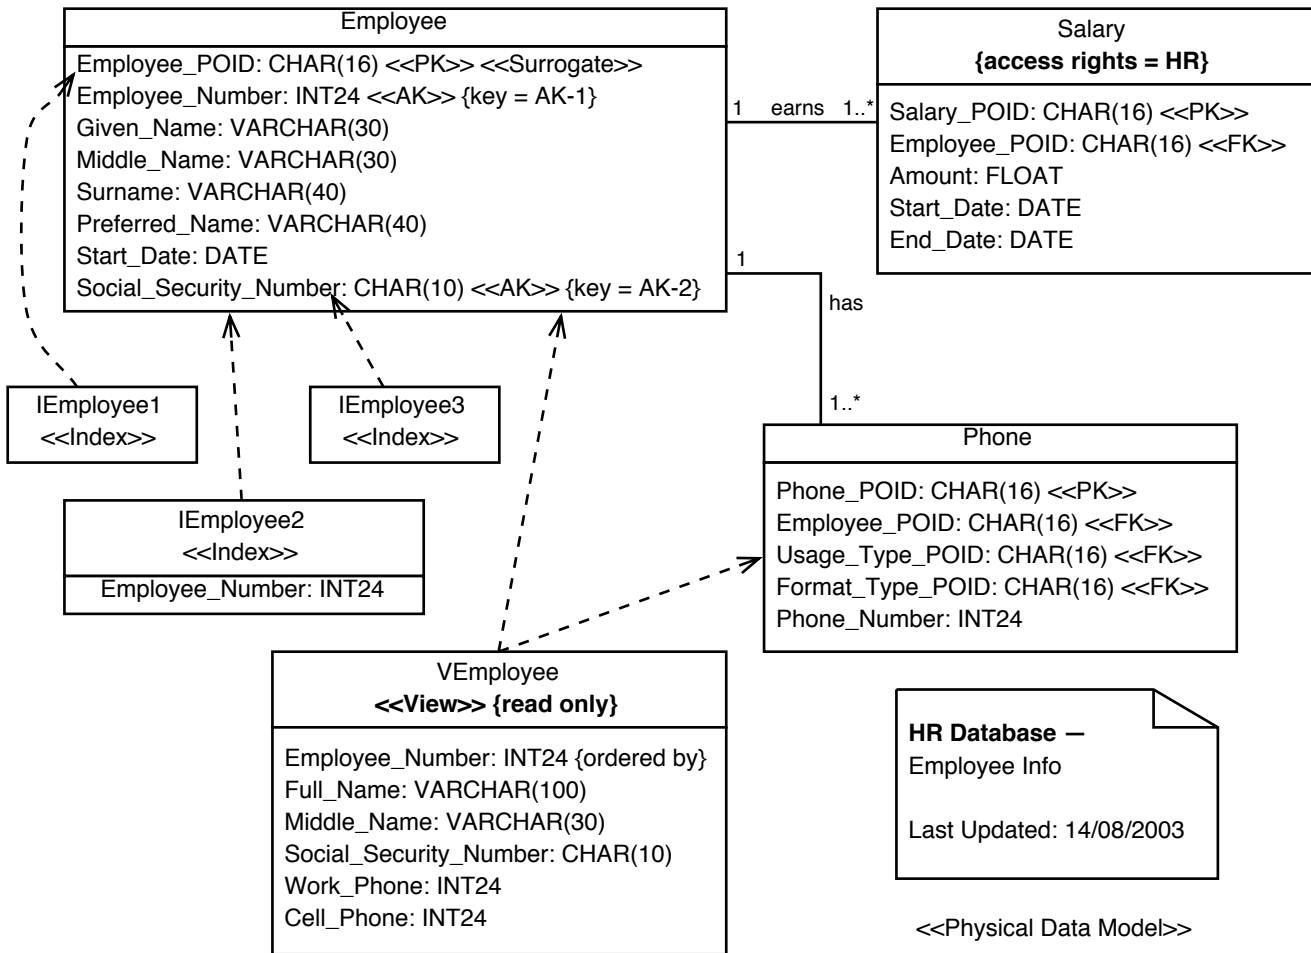 Employee
Employee_POID: CHAR(16) <<PK>> <<Surrogate>>
Employee_Number: INT24 <<AK>> {key = AK-1}
Given_Name: VARCHAR(30)
Middle_Name: VARCHAR(30)
Surname: VARCHAR(40)
Preferred_Name: VARCHAR(40)
Start_Date: DATE
Social_Security_Number: CHAR(10) <<AK>> {key = AK-2}
1 earns 1..*
Salary
{access rights = HR}
Salary_POID: CHAR(16) <<PK>>
Employee_POID: CHAR(16) <<FK>>
Amount: FLOAT
Start_Date: DATE
End_Date: DATE
1
has
1..*
IEmployee1
<<Index>>
IEmployee3
<<Index>>
IEmployee2
<<Index>>
Employee_Number: INT24
Phone
Phone_POID: CHAR(16) <<PK>>
Employee_POID: CHAR(16) <<FK>>
Usage_Type_POID: CHAR(16) <<FK>>
Format_Type_POID: CHAR(16) <<FK>>
Phone_Number: INT24
VEmployee
<<View>> {read only}
Employee_Number: INT24 {ordered by}
Full_Name: VARCHAR(100)
Middle_Name: VARCHAR(30)
Social_Security_Number: CHAR(10)
Work_Phone: INT24
Cell_Phone: INT24
HR Database —
Employee Info
Last Updated: 14/08/2003
<<Physical Data Model>>